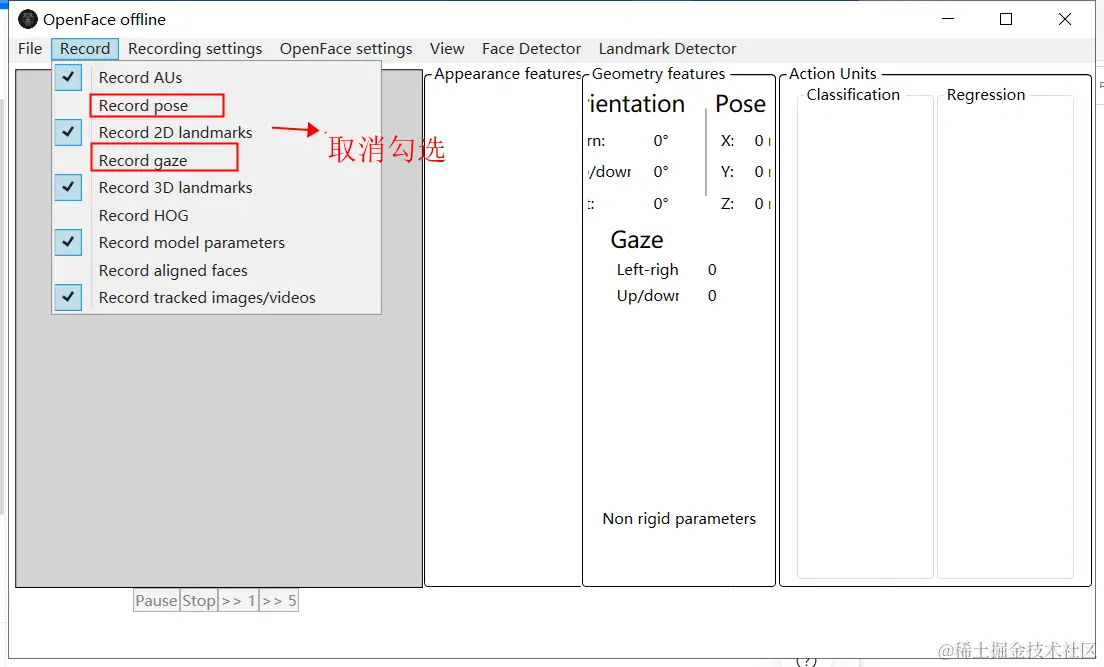 OpenFace offline
File Record Recording settings OpenFace settings View Face Detector Landmark Detector
Record AUs
Record pose
Record 2D landmarks
取消勾选
Record gaze
Record 3D landmarks
Record HOG
Record model parameters
Record aligned faces
Record tracked images/videos
Appearance features
Geometry features
ientation Pose
rn: 0° X: 0
/dowr 0° Y: 0
t: 0° Z: 0
Gaze
Left-righ 0
Up/dowr 0
Non rigid parameters
Action Units
Classification Regression
Pause Stop >> 1 >> 5
@稀土掘金技术社区